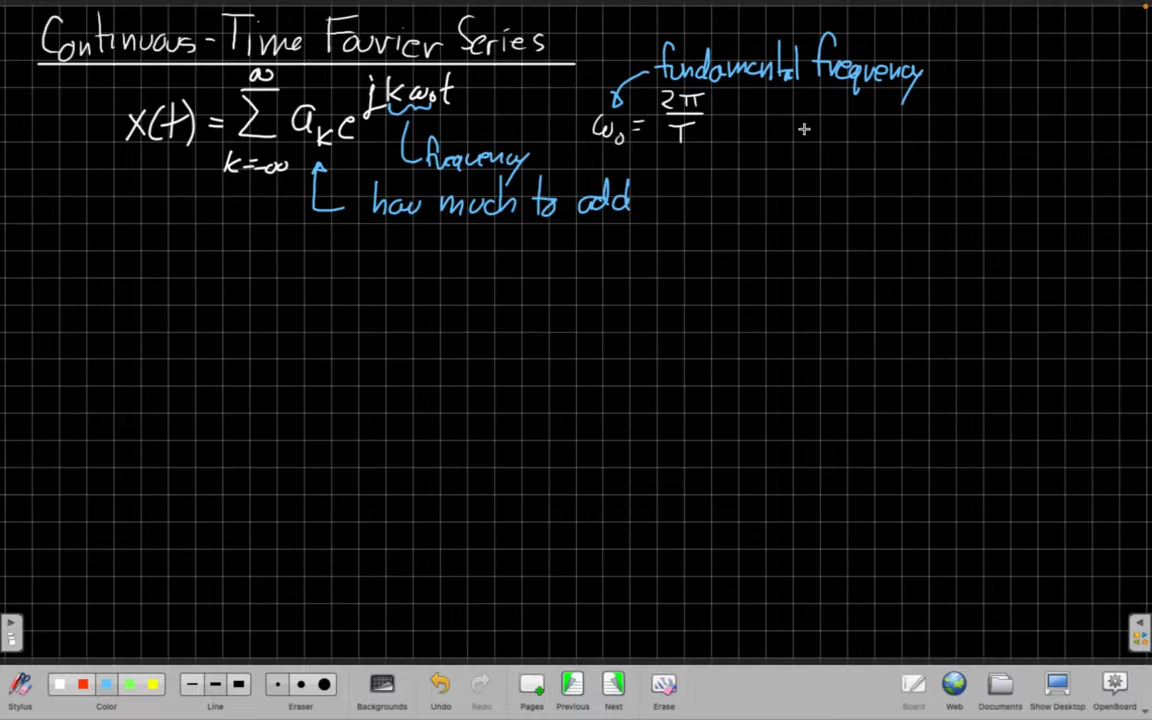 Continuous-Time Fourier Series
fundamental frequency
x(t) = ∑_{k=-∞}^{∞} a_k e^{jkω₀t}
ω₀ = 2π/T
frequency
how much to add
Stylus Color Line Eraser Backgrounds Undo Redo Pages Previous Next Erase Board Web Documents Show Desktop OpenBoard